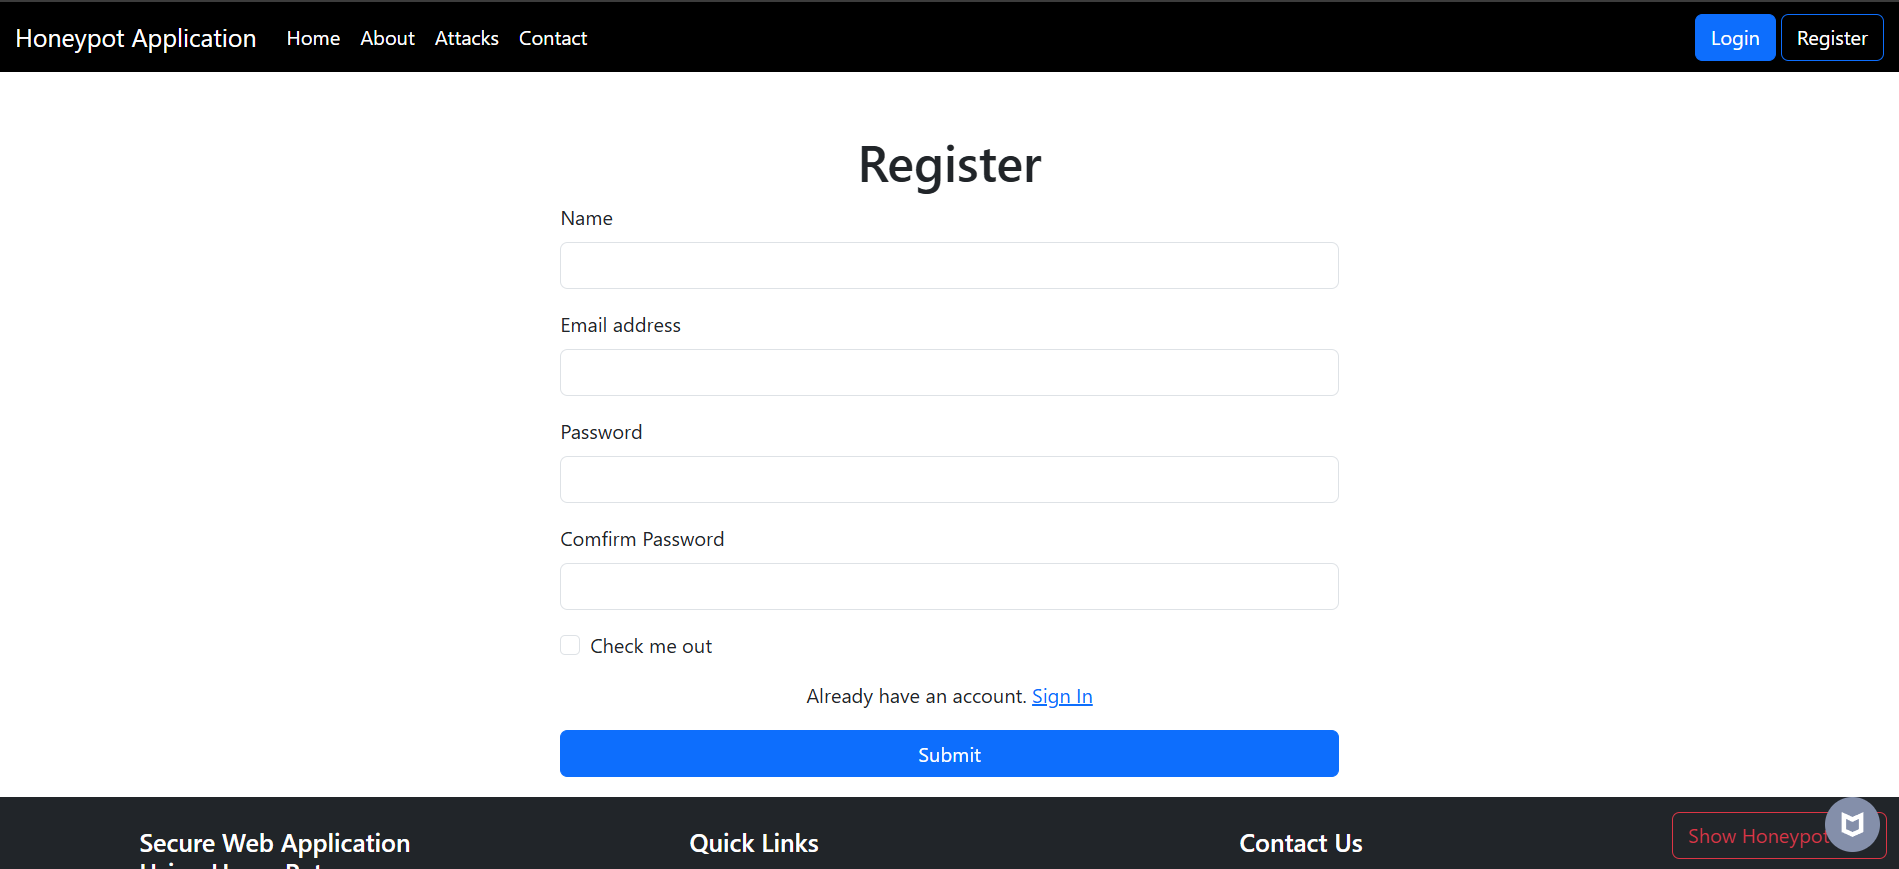 Honeypot Application Home About Attacks Contact Login Register
Register
Name
Email address
Password
Comfirm Password
Check me out
Already have an account. Sign In
Submit
Secure Web Application
Quick Links
Contact Us
Show Honeypot